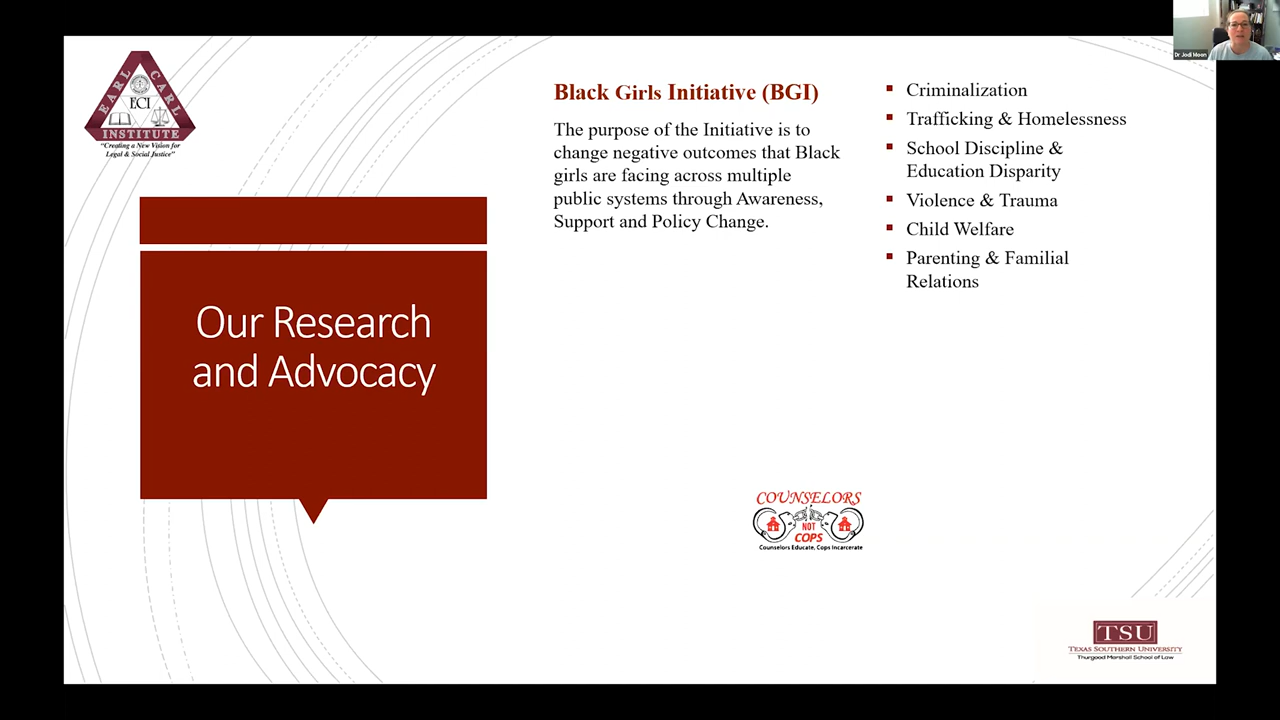 EARL CARL
ECI
INSTITUTE
"Creating a New Vision for
Legal & Social Justice"
Our Research
and Advocacy
Black Girls Initiative (BGI)
The purpose of the Initiative is to
change negative outcomes that Black
girls are facing across multiple
public systems through Awareness,
Support and Policy Change.
Criminalization
Trafficking & Homelessness
School Discipline &
Education Disparity
Violence & Trauma
Child Welfare
Parenting & Familial
Relations
COUNSELORS
NOT
COPS
Counselors Educate, Cops Incarcerate
TSU
TEXAS SOUTHERN UNIVERSITY
Thurgood Marshall School of Law
Dr Jodi Moon